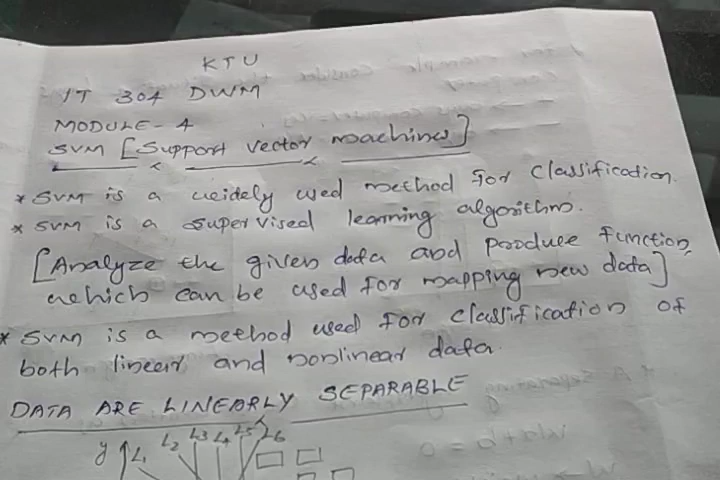 KTU
IT 304 DWM
MODULE - 4
SVM [Support Vector Machines]
* SVM is a widely used method for classification.
* SVM is a supervised learning algorithm.
[Analyze the given data and produce function,
which can be used for mapping new data]
* SVM is a method used for classification of
both linear and nonlinear data.
DATA ARE LINEARLY SEPARABLE
y L1 L2 L3 L4 L5 L6